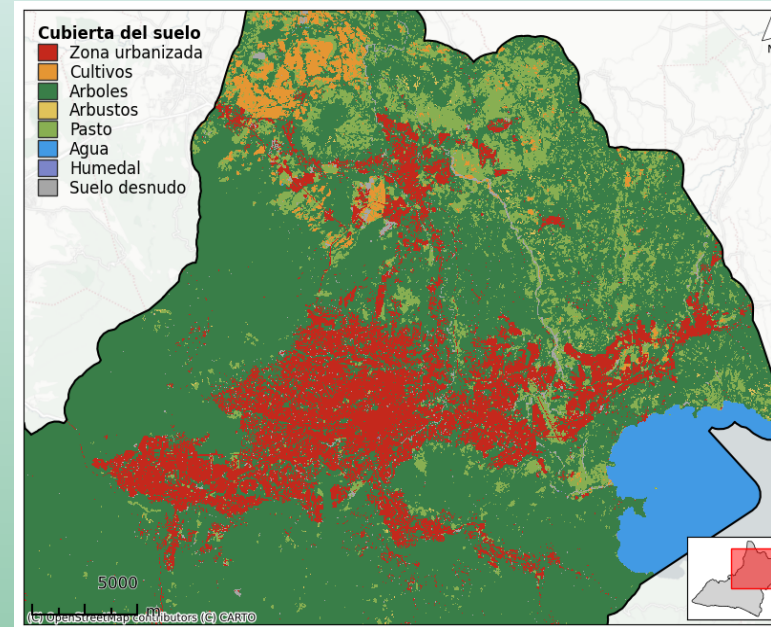 Cubierta del suelo
Zona urbanizada
Cultivos
Arboles
Arbustos
Pasto
Agua
Humedal
Suelo desnudo
N
5000
m
(C) OpenStreetMap contributors (C) CARTO